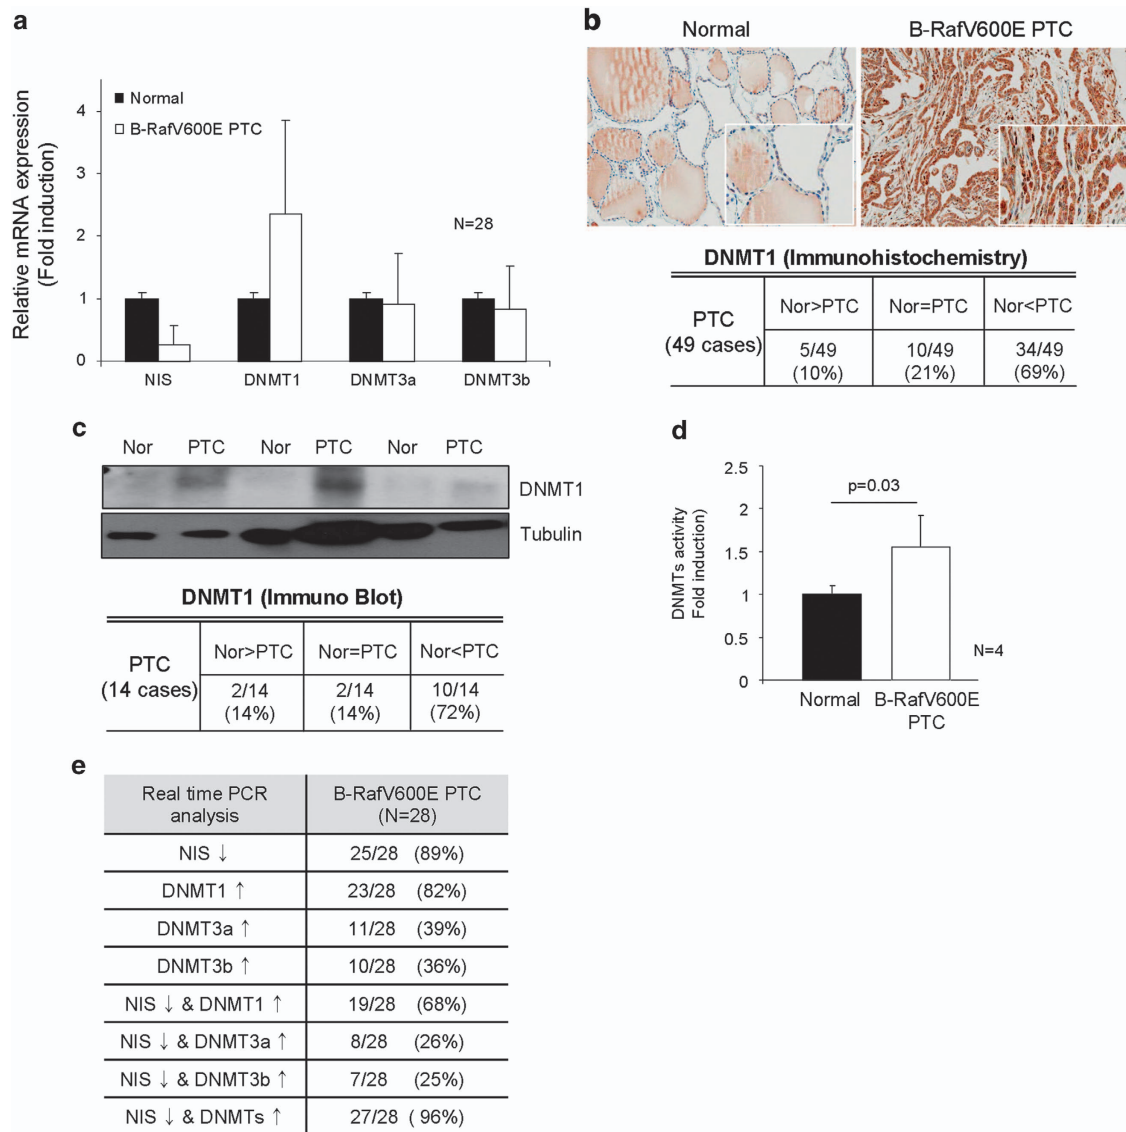 a
Relative mRNA expression
(Fold induction)
4
3
2
1
0
Normal
B-RafV600E PTC
N=28
NIS DNMT1 DNMT3a DNMT3b
b
Normal B-RafV600E PTC
DNMT1 (Immunohistochemistry)
PTC
(49 cases)
Nor>PTC Nor=PTC Nor<PTC
5/49 10/49 34/49
(10%) (21%) (69%)
c
Nor PTC Nor PTC Nor PTC
DNMT1
Tubulin
DNMT1 (Immuno Blot)
PTC
(14 cases)
Nor>PTC Nor=PTC Nor<PTC
2/14 2/14 10/14
(14%) (14%) (72%)
d
DNMTs activity
Fold induction)
2.5
2
1.5
1
0.5
0
p=0.03
N=4
Normal B-RafV600E
PTC
e
Real time PCR
analysis
B-RafV600E PTC
(N=28)
NIS ↓ 25/28 (89%)
DNMT1 ↑ 23/28 (82%)
DNMT3a ↑ 11/28 (39%)
DNMT3b ↑ 10/28 (36%)
NIS ↓ & DNMT1 ↑ 19/28 (68%)
NIS ↓ & DNMT3a ↑ 8/28 (26%)
NIS ↓ & DNMT3b ↑ 7/28 (25%)
NIS ↓ & DNMTs ↑ 27/28 ( 96%)